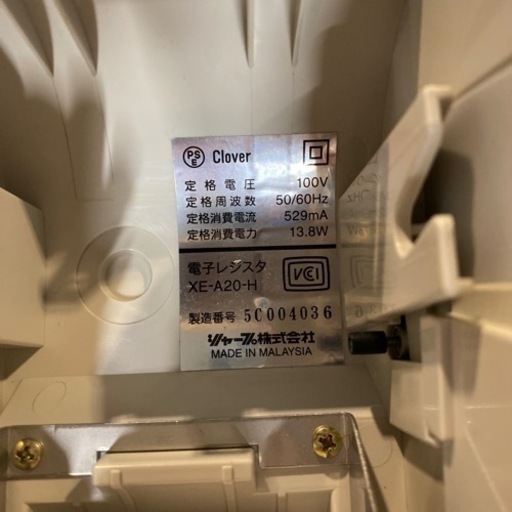 PSE Clover
定格電圧 100V
定格周波数 50/60Hz
定格消費電流 529mA
定格消費電力 13.8W
電子レジスタ
XE-A20-H VCCI
製造番号 5C004036
シャープ株式会社
MADE IN MALAYSIA